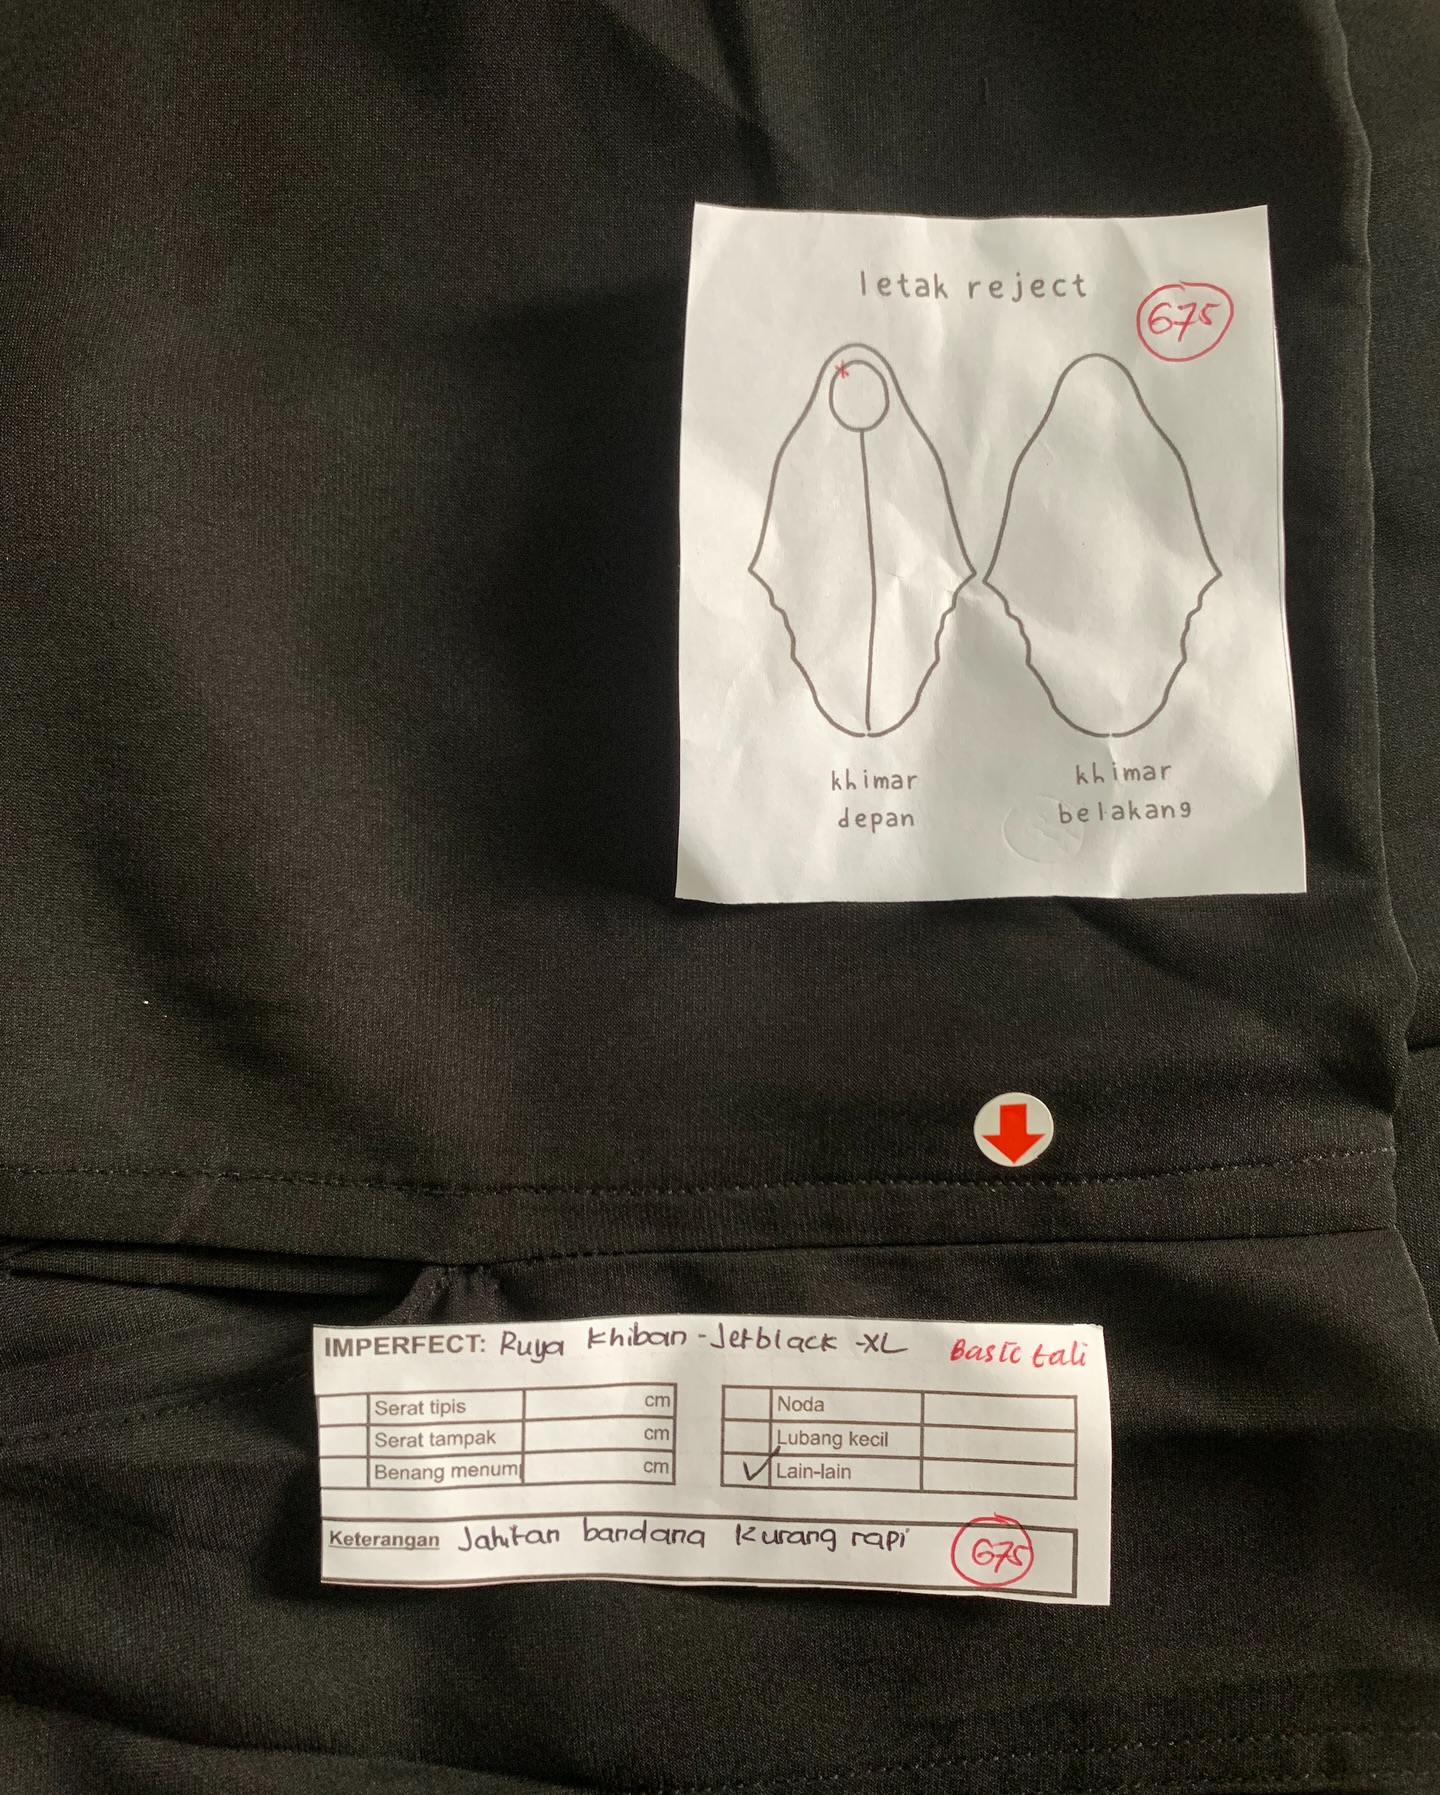 letak reject
675
khimar
depan
khimar
belakang
IMPERFECT: Ruya Khiban - Jetblack - XL Basic tali
Serat tipis cm
Serat tampak cm
Benang menum cm
Noda
Lubang kecil
Lain-lain
Keterangan Jahitan bandana kurang rapi 675